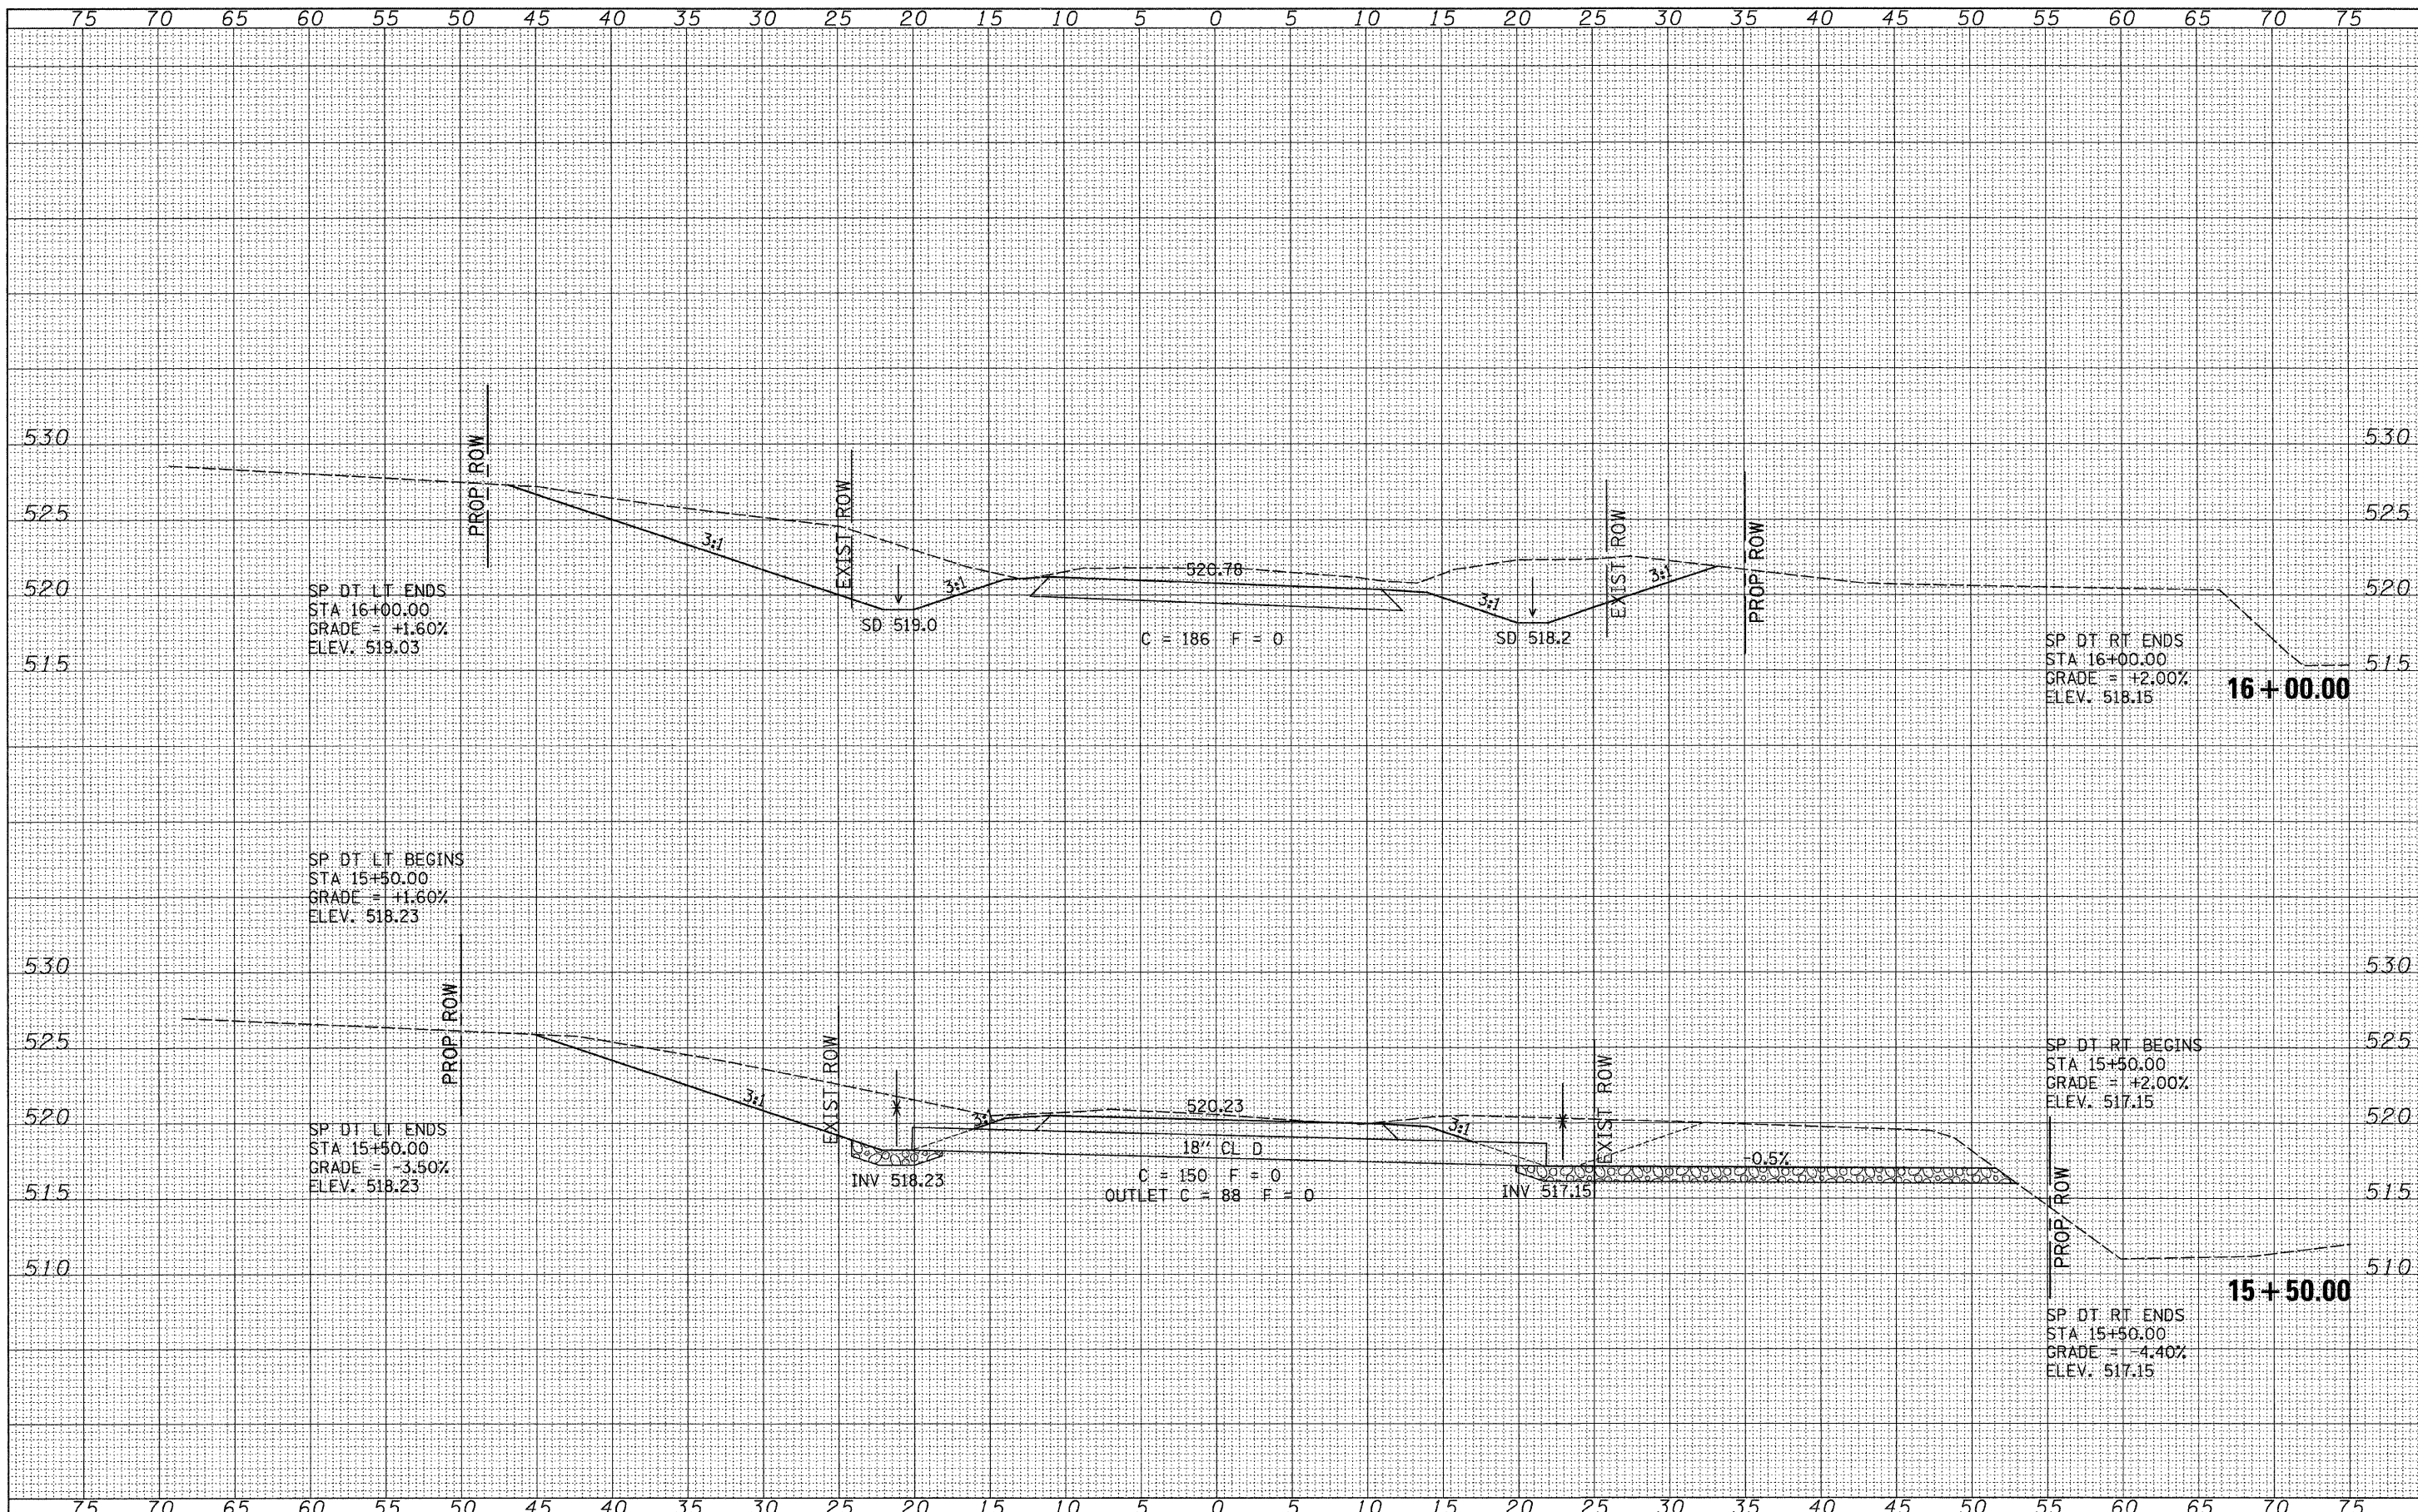 75 70 65 60 55 50 45 40 35 30 25 20 15 10 5 0 5 10 15 20 25 30 35 40 45 50 55 60 65 70 75
530 530
PROP ROW
EXIST ROW
EXIST ROW
PROP ROW
525 525
3:1
3:1
520.78
3:1
3:1
520 520
SP DT LT ENDS
STA 16+00.00
GRADE = +1.60%
ELEV. 519.03
SD 519.0
C = 186 F = 0
SD 518.2
SP DT RT ENDS
STA 16+00.00
GRADE = +2.00%
ELEV. 518.15
515 515
16+00.00
SP DT LT BEGINS
STA 15+50.00
GRADE = +1.60%
ELEV. 518.23
530 530
PROP ROW
EXIST ROW
EXIST ROW
PROP ROW
525 525
SP DT RT BEGINS
STA 15+50.00
GRADE = +2.00%
ELEV. 517.15
3:1
3:1
520.23
3:1
520 520
SP DT LT ENDS
STA 15+50.00
GRADE = -3.50%
ELEV. 518.23
18" CL D
-0.5%
INV 518.23
C = 150 F = 0
OUTLET C = 88 F = 0
INV 517.15
515 515
510 510
15+50.00
SP DT RT ENDS
STA 15+50.00
GRADE = -4.40%
ELEV. 517.15
75 70 65 60 55 50 45 40 35 30 25 20 15 10 5 0 5 10 15 20 25 30 35 40 45 50 55 60 65 70 75